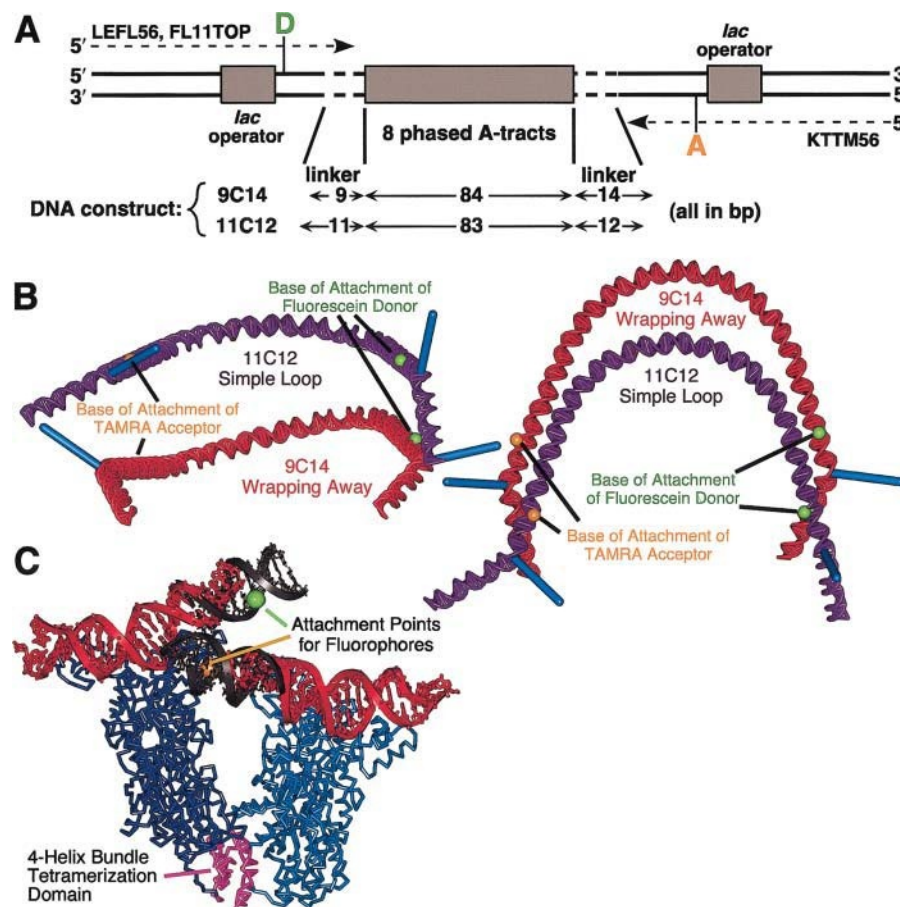 A
LEFL56, FL11TOP
D
5′
lac
operator
5′
3′
3′
5′
lac
operator
8 phased A-tracts
5′
A
KTTM56
linker
linker
DNA construct:
9C14
9
84
14
(all in bp)
11C12
11
83
12
B
Base of Attachment of
Fluorescein Donor
11C12
Simple Loop
Base of Attachment of
TAMRA Acceptor
9C14
Wrapping Away
9C14
Wrapping Away
11C12
Simple Loop
Base of Attachment
of Fluorescein Donor
Base of Attachment of
TAMRA Acceptor
C
Attachment Points
for Fluorophores
4-Helix Bundle
Tetramerization
Domain